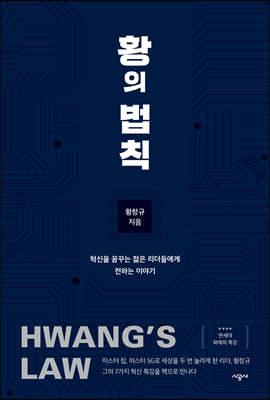 황의 법칙
황창규
지음
혁신을 꿈꾸는 젊은 리더들에게
전하는 이야기
★★★★
연세대
화제의 특강
HWANG'S
LAW
미스터 칩, 미스터 5G로 세상을 두 번 놀라게 한 리더, 황창규
그의 7가지 혁신 특강을 책으로 만나다
시공사